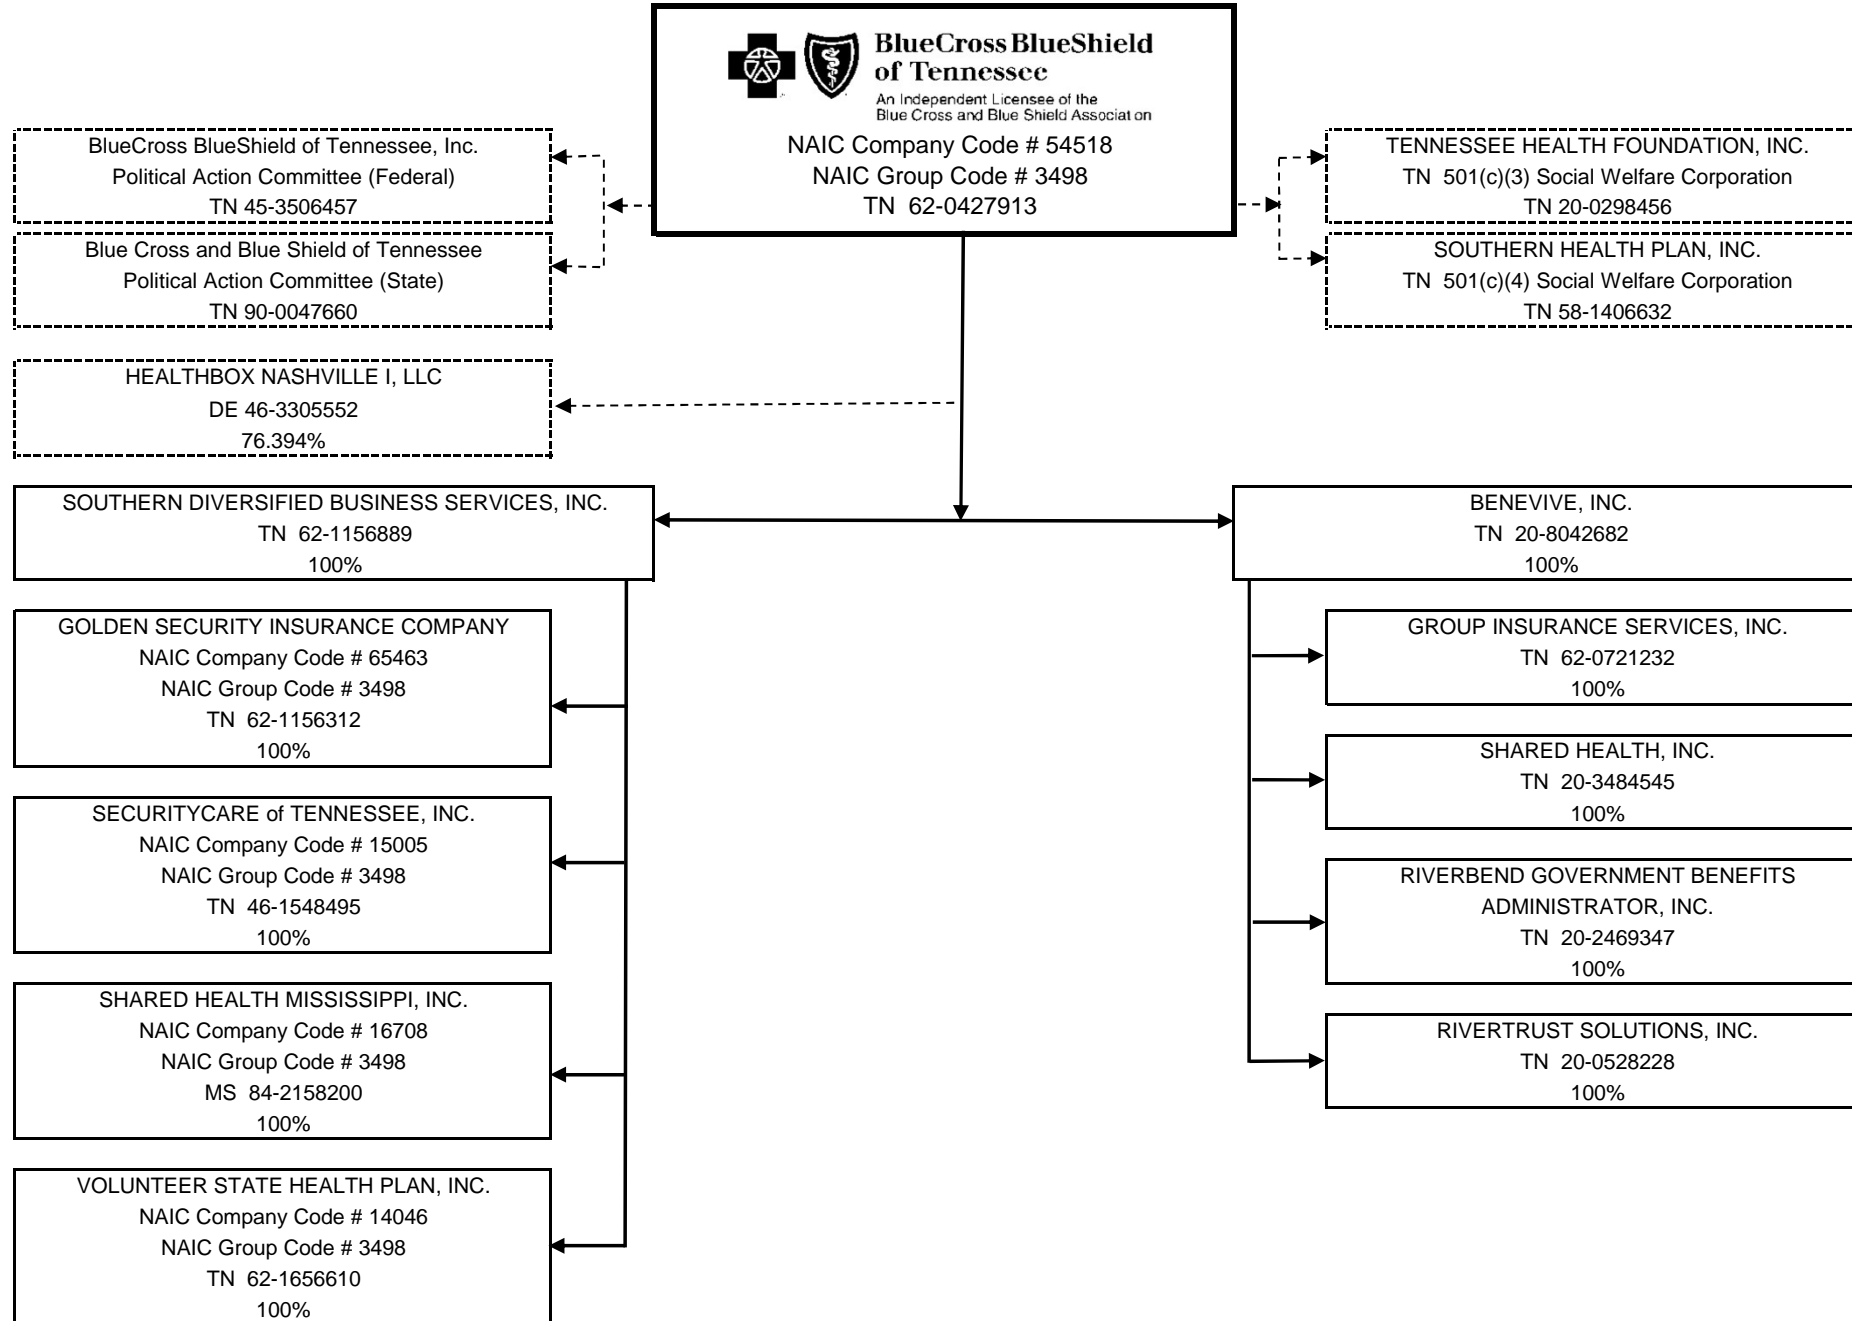 BlueCross BlueShield
of Tennessee
An Independent Licensee of the
Blue Cross and Blue Shield Association
NAIC Company Code # 54518
NAIC Group Code # 3498
TN 62-0427913
BlueCross BlueShield of Tennessee, Inc.
Political Action Committee (Federal)
TN 45-3506457
Blue Cross and Blue Shield of Tennessee
Political Action Committee (State)
TN 90-0047660
TENNESSEE HEALTH FOUNDATION, INC.
TN 501(c)(3) Social Welfare Corporation
TN 20-0298456
SOUTHERN HEALTH PLAN, INC.
TN 501(c)(4) Social Welfare Corporation
TN 58-1406632
HEALTHBOX NASHVILLE I, LLC
DE 46-3305552
76.394%
SOUTHERN DIVERSIFIED BUSINESS SERVICES, INC.
TN 62-1156889
100%
GOLDEN SECURITY INSURANCE COMPANY
NAIC Company Code # 65463
NAIC Group Code # 3498
TN 62-1156312
100%
SECURITYCARE of TENNESSEE, INC.
NAIC Company Code # 15005
NAIC Group Code # 3498
TN 46-1548495
100%
SHARED HEALTH MISSISSIPPI, INC.
NAIC Company Code # 16708
NAIC Group Code # 3498
MS 84-2158200
100%
VOLUNTEER STATE HEALTH PLAN, INC.
NAIC Company Code # 14046
NAIC Group Code # 3498
TN 62-1656610
100%
BENEVIVE, INC.
TN 20-8042682
100%
GROUP INSURANCE SERVICES, INC.
TN 62-0721232
100%
SHARED HEALTH, INC.
TN 20-3484545
100%
RIVERBEND GOVERNMENT BENEFITS
ADMINISTRATOR, INC.
TN 20-2469347
100%
RIVERTRUST SOLUTIONS, INC.
TN 20-0528228
100%